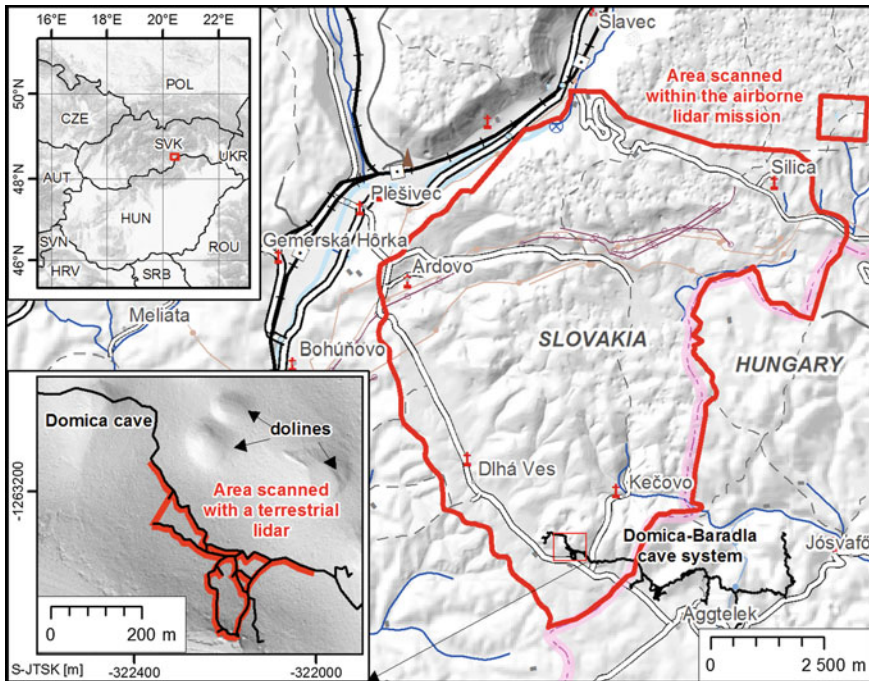 16°E
20°E
24°E
50°N
48°N
46°N
POL
CZE
SVK
UKR
AUT
HUN
SVN
ROU
HRV
SRB
Slavec
Area scanned
within the airborne
lidar mission
Silica
Plešivec
Gemerská Hôrka
Ardovo
Meliata
Bohúňovo
SLOVAKIA
HUNGARY
Dlhá Ves
Kečovo
Domica-Baradla
cave system
Jósvafő
Aggtelek
0
2 500 m
Domica cave
dolines
Area scanned
with a terrestrial
lidar
-1263200
0
200 m
S-JTSK [m]
-322400
-322000